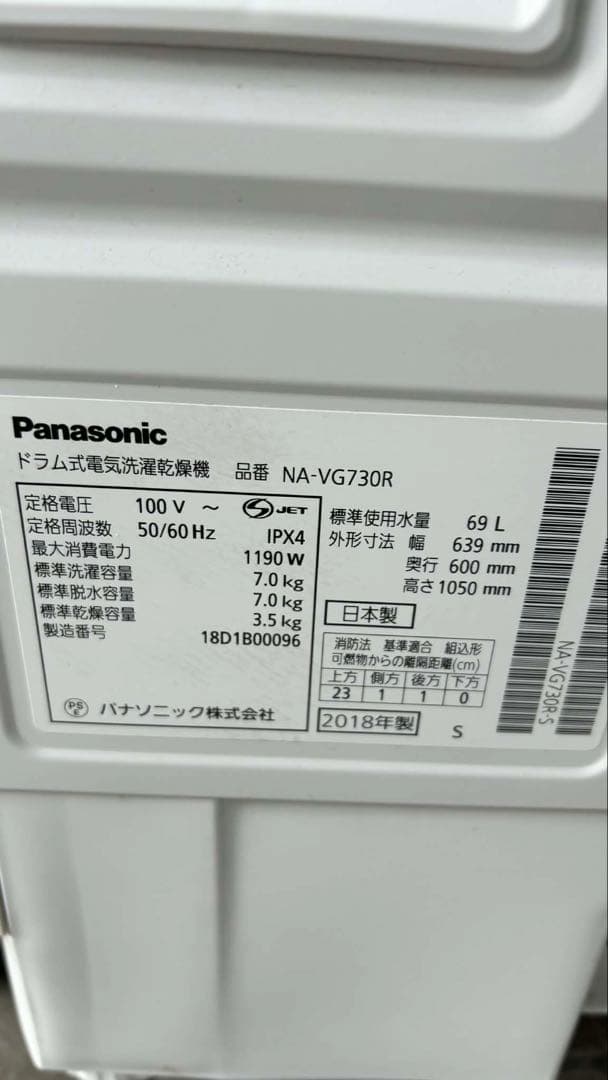 Panasonic
ドラム式電気洗濯乾燥機 品番 NA-VG730R
定格電圧 100 V ～ S JET
定格周波数 50/60 Hz IPX4
最大消費電力 1190 W
標準洗濯容量 7.0 kg
標準脱水容量 7.0 kg
標準乾燥容量 3.5 kg
製造番号 18D1B00096
PS E パナソニック株式会社
標準使用水量 69 L
外形寸法 幅 639 mm
奥行 600 mm
高さ 1050 mm
日本製
消防法 基準適合 組込形
可燃物からの離隔距離(cm)
上方 側方 後方 下方
23 1 1 0
2018年製 S
NA-VG730R-S